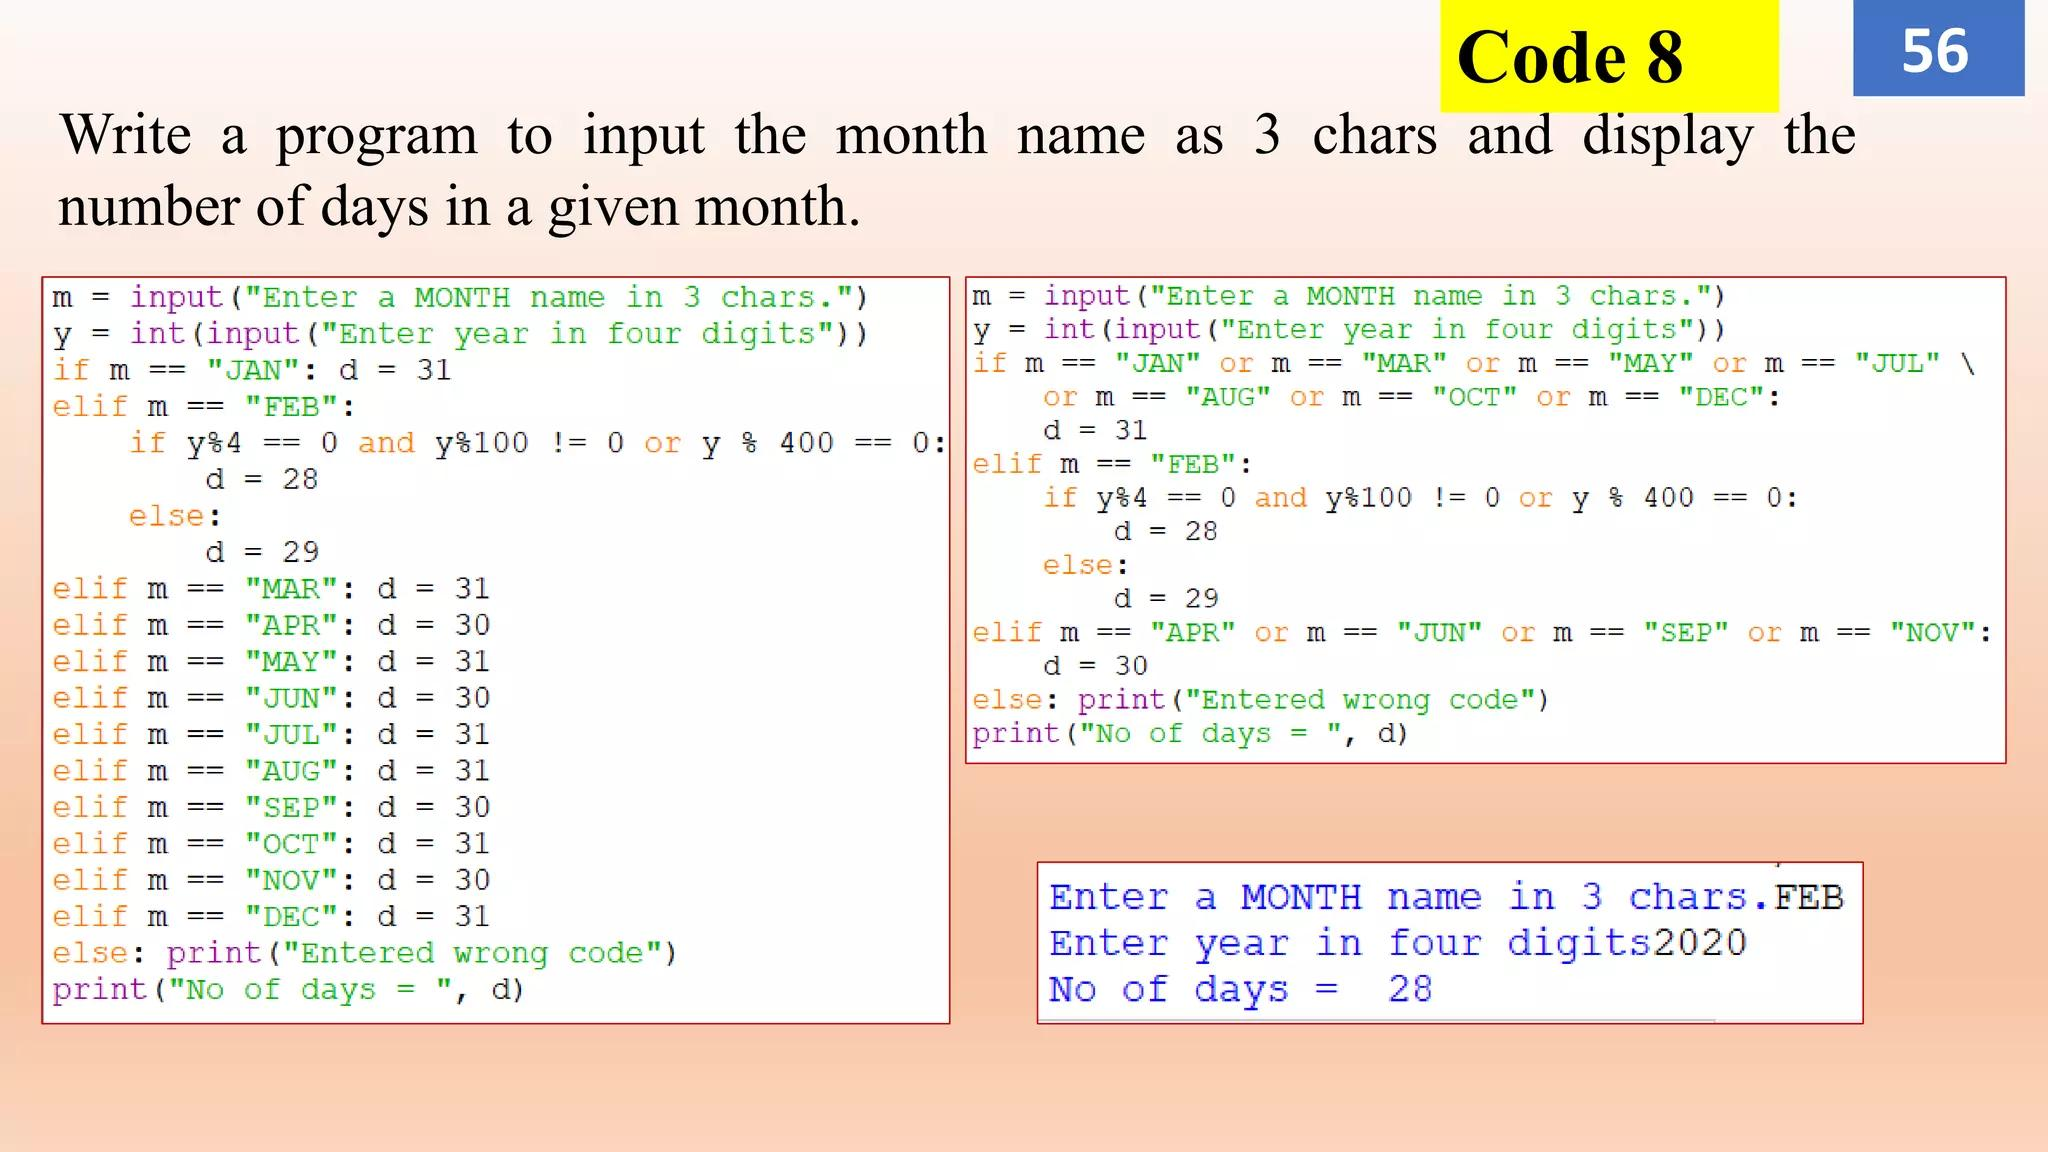 Code 8
56
Write a program to input the month name as 3 chars and display the
number of days in a given month.
m = input("Enter a MONTH name in 3 chars.")
y = int(input("Enter year in four digits"))
if m == "JAN": d = 31
elif m == "FEB":
    if y%4 == 0 and y%100 != 0 or y % 400 == 0:
        d = 28
    else:
        d = 29
elif m == "MAR": d = 31
elif m == "APR": d = 30
elif m == "MAY": d = 31
elif m == "JUN": d = 30
elif m == "JUL": d = 31
elif m == "AUG": d = 31
elif m == "SEP": d = 30
elif m == "OCT": d = 31
elif m == "NOV": d = 30
elif m == "DEC": d = 31
else: print("Entered wrong code")
print("No of days = ", d)
m = input("Enter a MONTH name in 3 chars.")
y = int(input("Enter year in four digits"))
if m == "JAN" or m == "MAR" or m == "MAY" or m == "JUL" \
    or m == "AUG" or m == "OCT" or m == "DEC":
    d = 31
elif m == "FEB":
    if y%4 == 0 and y%100 != 0 or y % 400 == 0:
        d = 28
    else:
        d = 29
elif m == "APR" or m == "JUN" or m == "SEP" or m == "NOV":
    d = 30
else: print("Entered wrong code")
print("No of days = ", d)
Enter a MONTH name in 3 chars.FEB
Enter year in four digits2020
No of days =  28